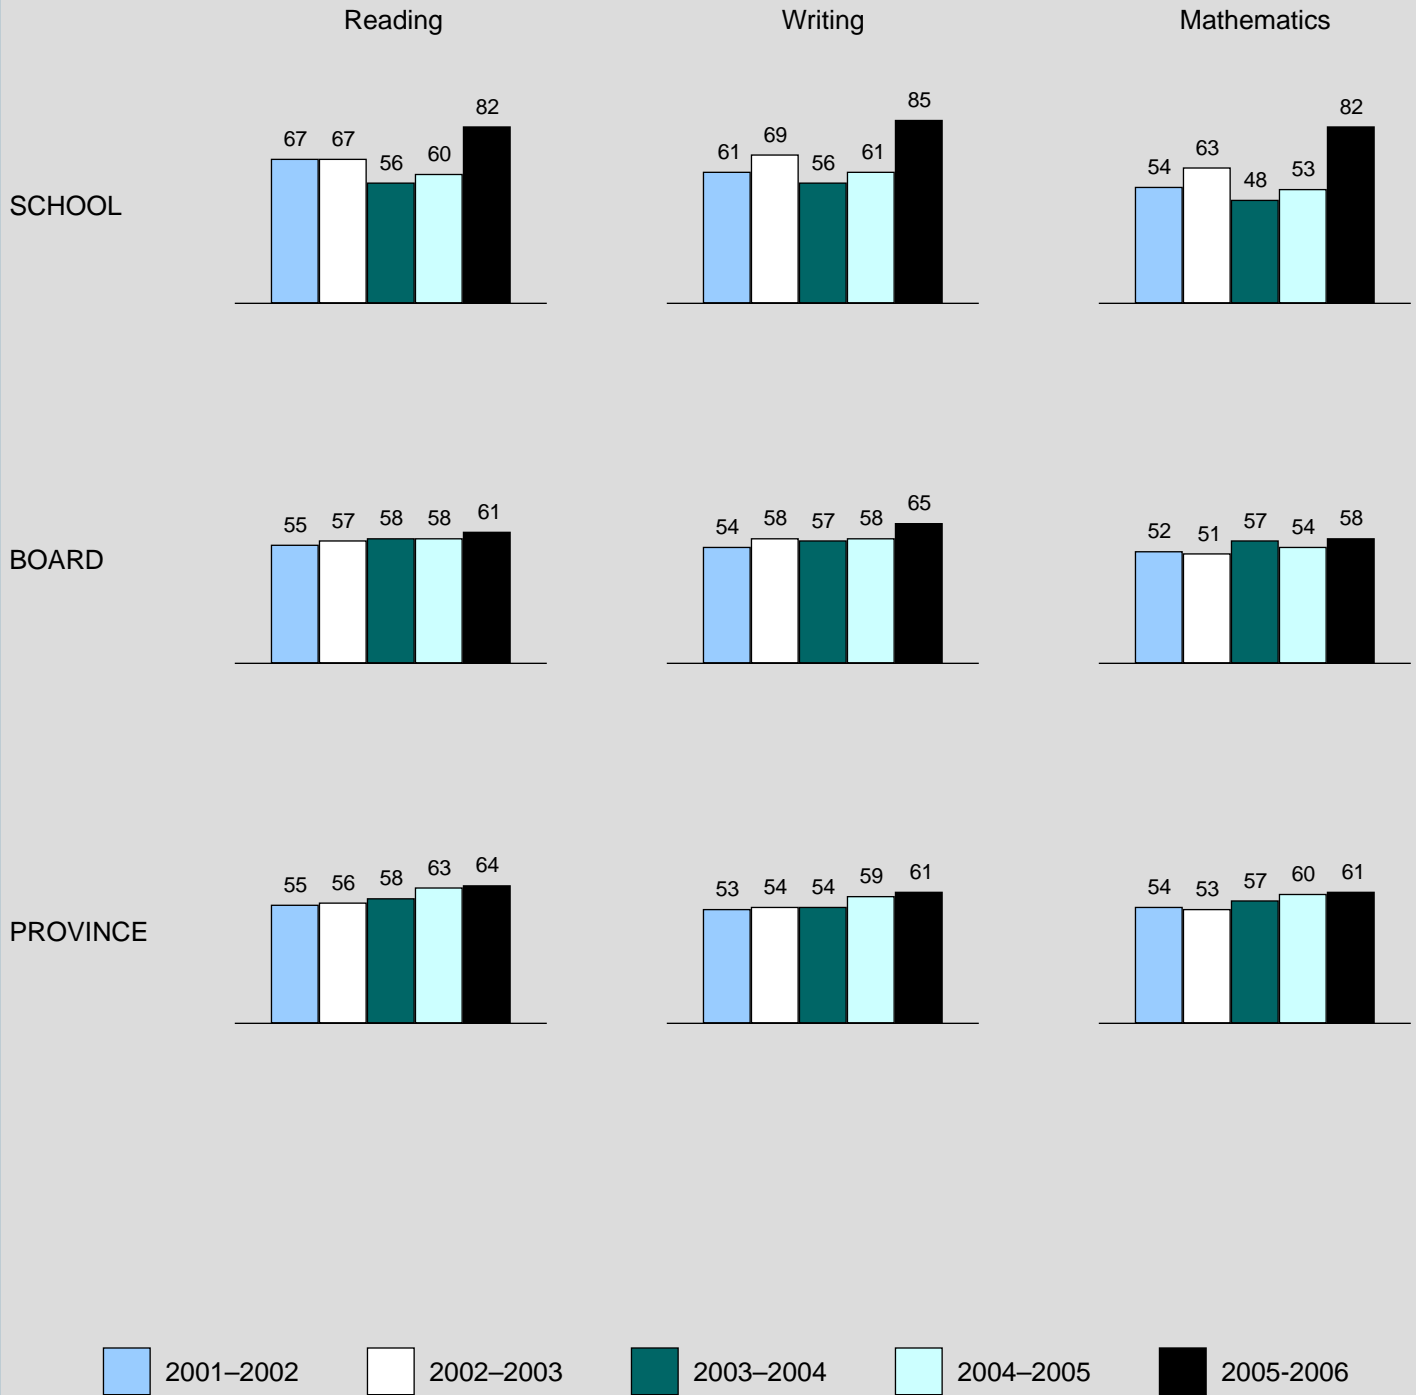 Reading Writing Mathematics
SCHOOL
67 67 56 60 82
61 69 56 61 85
54 63 48 53 82
BOARD
55 57 58 58 61
54 58 57 58 65
52 51 57 54 58
PROVINCE
55 56 58 63 64
53 54 54 59 61
54 53 57 60 61
2001–2002 2002–2003 2003–2004 2004–2005 2005-2006